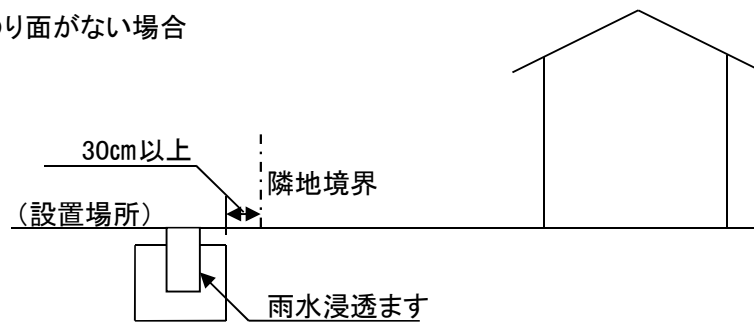 り面がない場合
30cm以上
隣地境界
（設置場所）
雨水浸透ます